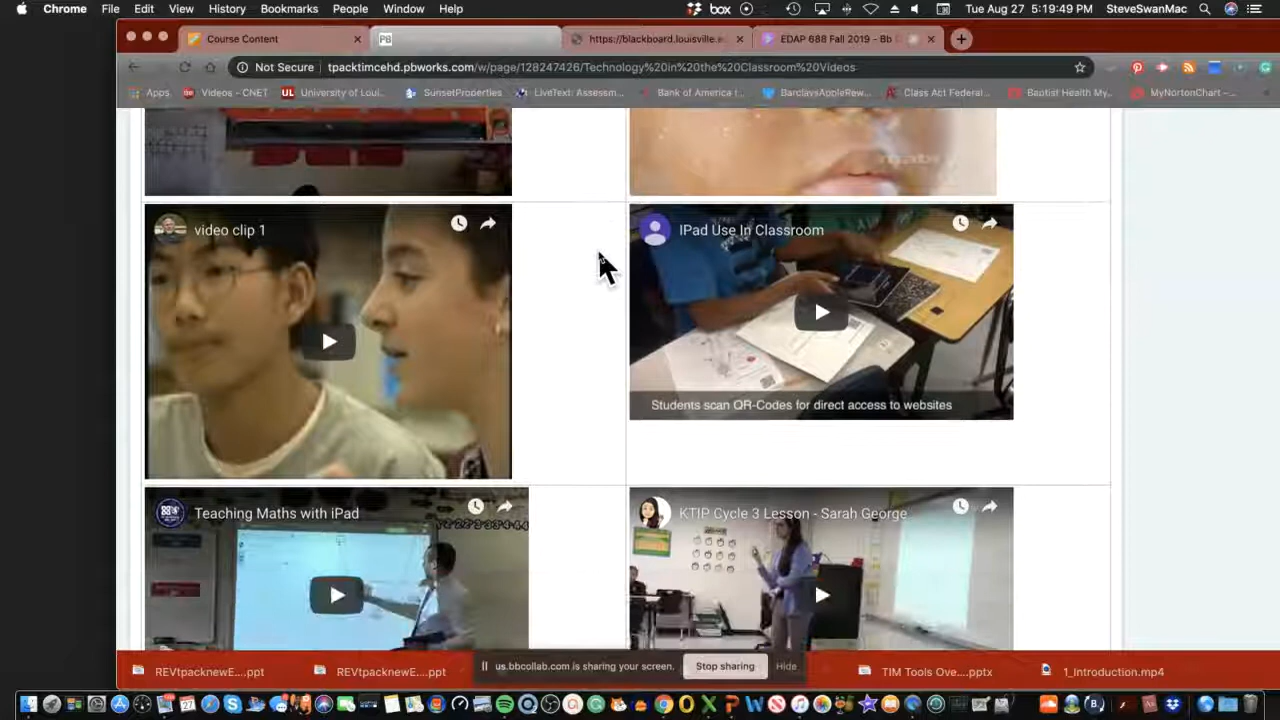 Chrome File Edit View History Bookmarks People Window Help box Tue Aug 27 5:19:49 PM SteveSwanMac
Course Content PB https://blackboard.louisville.e EDAP 688 Fall 2019 - Bb C
Not Secure tpacktimcehd.pbworks.com/w/page/128247426/Technology%20in%20the%20Classroom%20Videos
Apps Videos - CNET UL University of Loui... SunsetProperties LiveText: Assessm... Bank of America I... BarclaysAppleRew... Class Act Federal... Baptist Health My... MyNortonChart -...
video clip 1
IPad Use In Classroom
Students scan QR-Codes for direct access to websites
Teaching Maths with iPad
KTIP Cycle 3 Lesson - Sarah George
REVtpacknewE....ppt REVtpacknewE....ppt us.bbcollab.com is sharing your screen. Stop sharing Hide TIM Tools Ove....pptx 1_Introduction.mp4